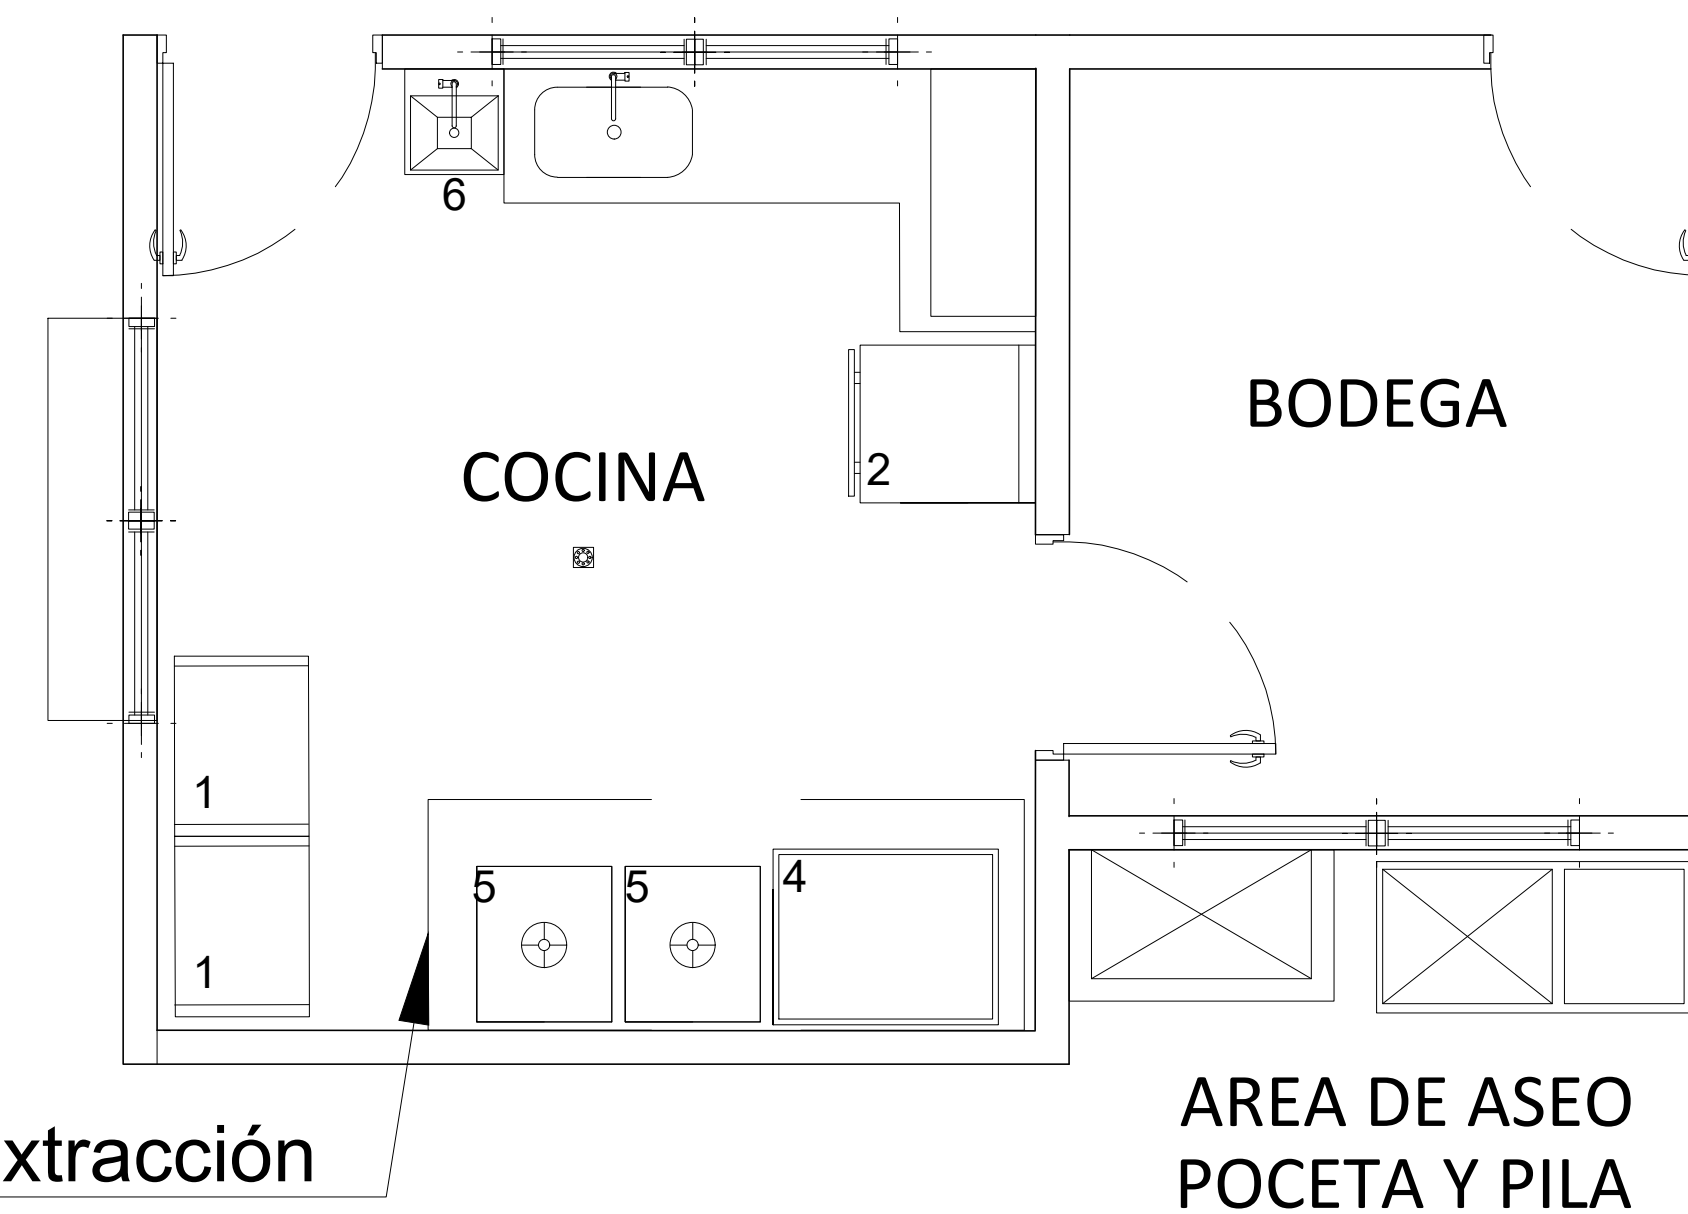 6
BODEGA
COCINA
2
1
5
5
4
1
xtracción
AREA DE ASEO
POCETA Y PILA